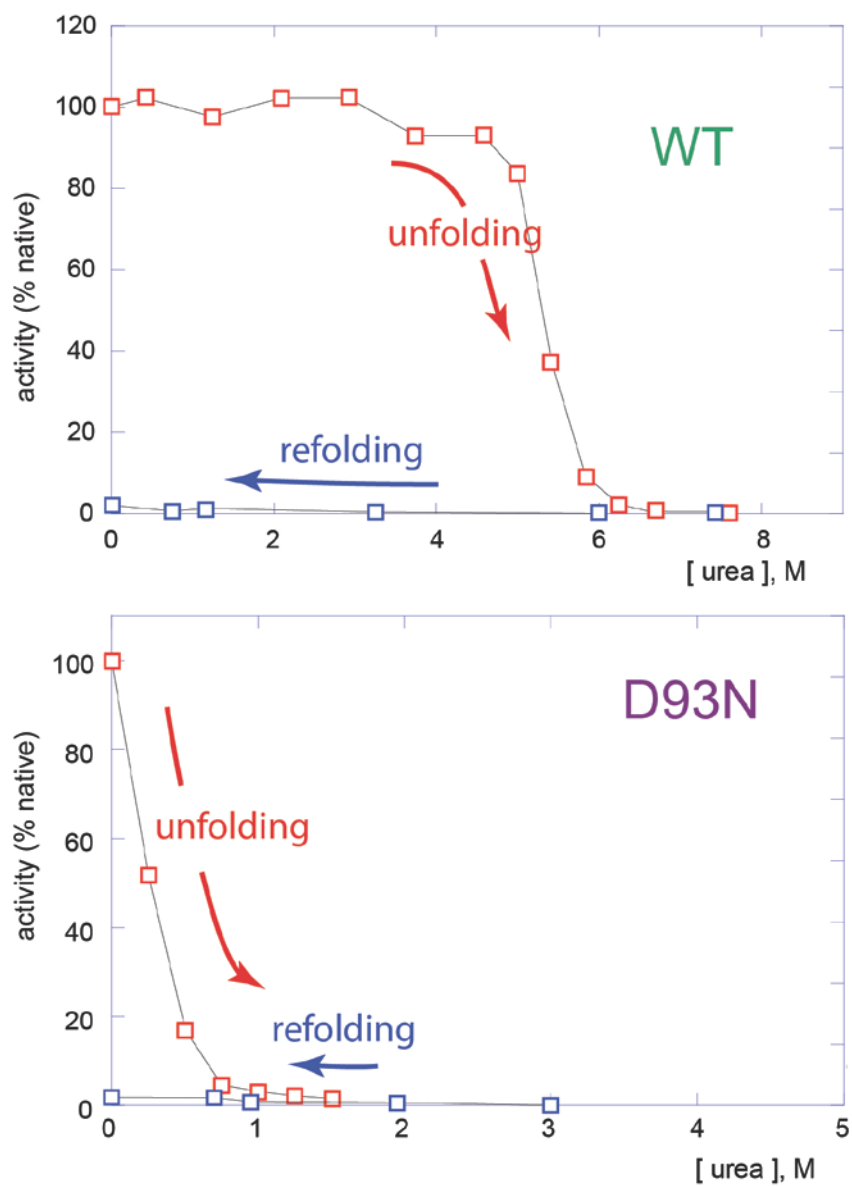 120
100
80
60
40
20
0
activity (% native)
WT
unfolding
refolding
0 2 4 6 8
[ urea ], M
100
80
60
40
20
0
activity (% native)
D93N
unfolding
refolding
0 1 2 3 4 5
[ urea ], M